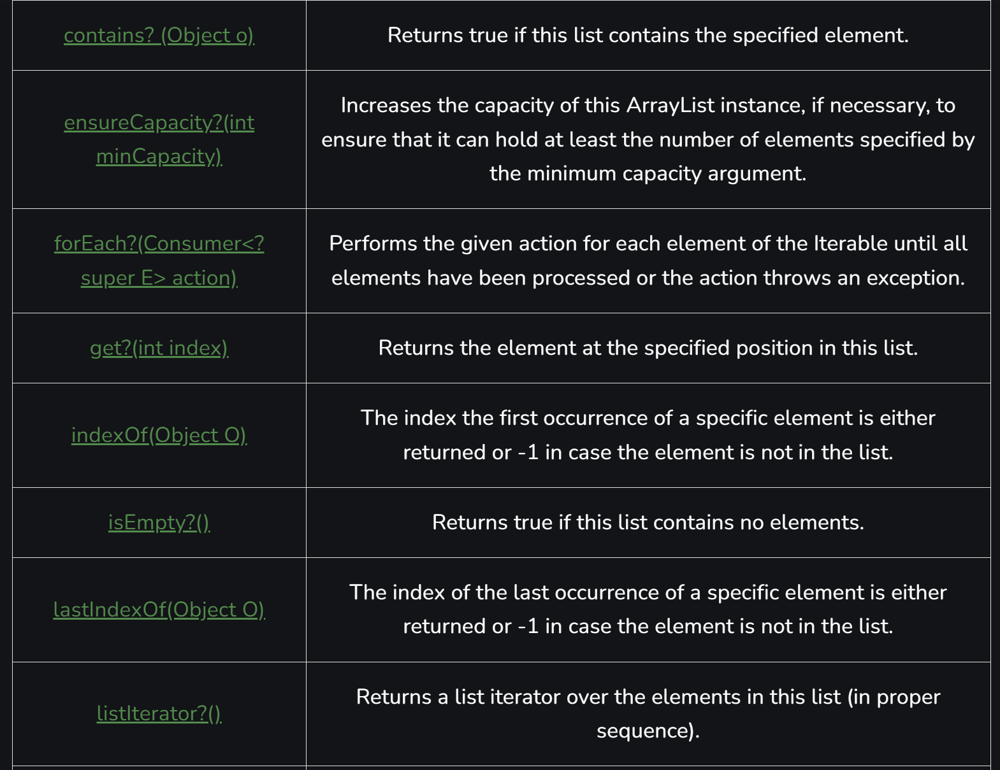 contains? (Object o)
Returns true if this list contains the specified element.
ensureCapacity?(int
minCapacity)
Increases the capacity of this ArrayList instance, if necessary, to
ensure that it can hold at least the number of elements specified by
the minimum capacity argument.
forEach?(Consumer<?
super E> action)
Performs the given action for each element of the Iterable until all
elements have been processed or the action throws an exception.
get?(int index)
Returns the element at the specified position in this list.
indexOf(Object O)
The index the first occurrence of a specific element is either
returned or -1 in case the element is not in the list.
isEmpty?()
Returns true if this list contains no elements.
lastIndexOf(Object O)
The index of the last occurrence of a specific element is either
returned or -1 in case the element is not in the list.
listIterator?()
Returns a list iterator over the elements in this list (in proper
sequence).